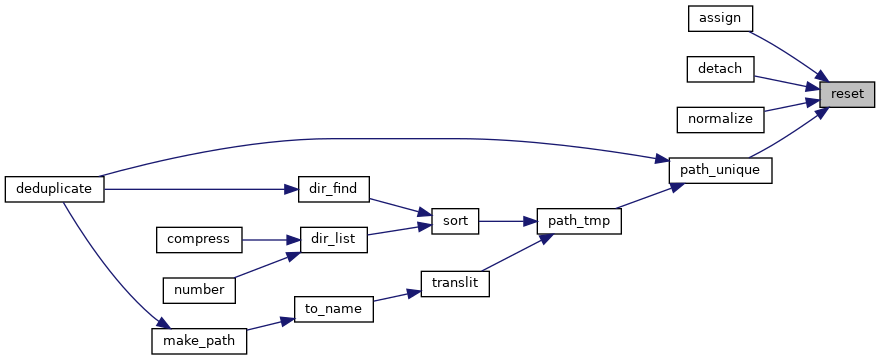 assign
detach
reset
normalize
path_unique
deduplicate
dir_find
sort
path_tmp
compress
dir_list
translit
number
to_name
make_path